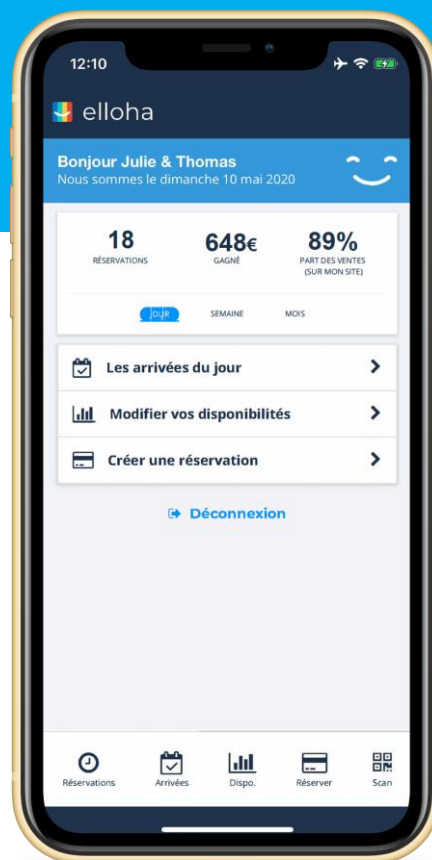 12:10
elloha
Bonjour Julie & Thomas
Nous sommes le dimanche 10 mai 2020
18 648€ 89%
RÉSERVATIONS GAGNÉ PART DES VENTES
(SUR MON SITE)
JOUR SEMAINE MOIS
Les arrivées du jour
Modifier vos disponibilités
Créer une réservation
Déconnexion
Réservations Arrivées Dispo. Réserver Scan